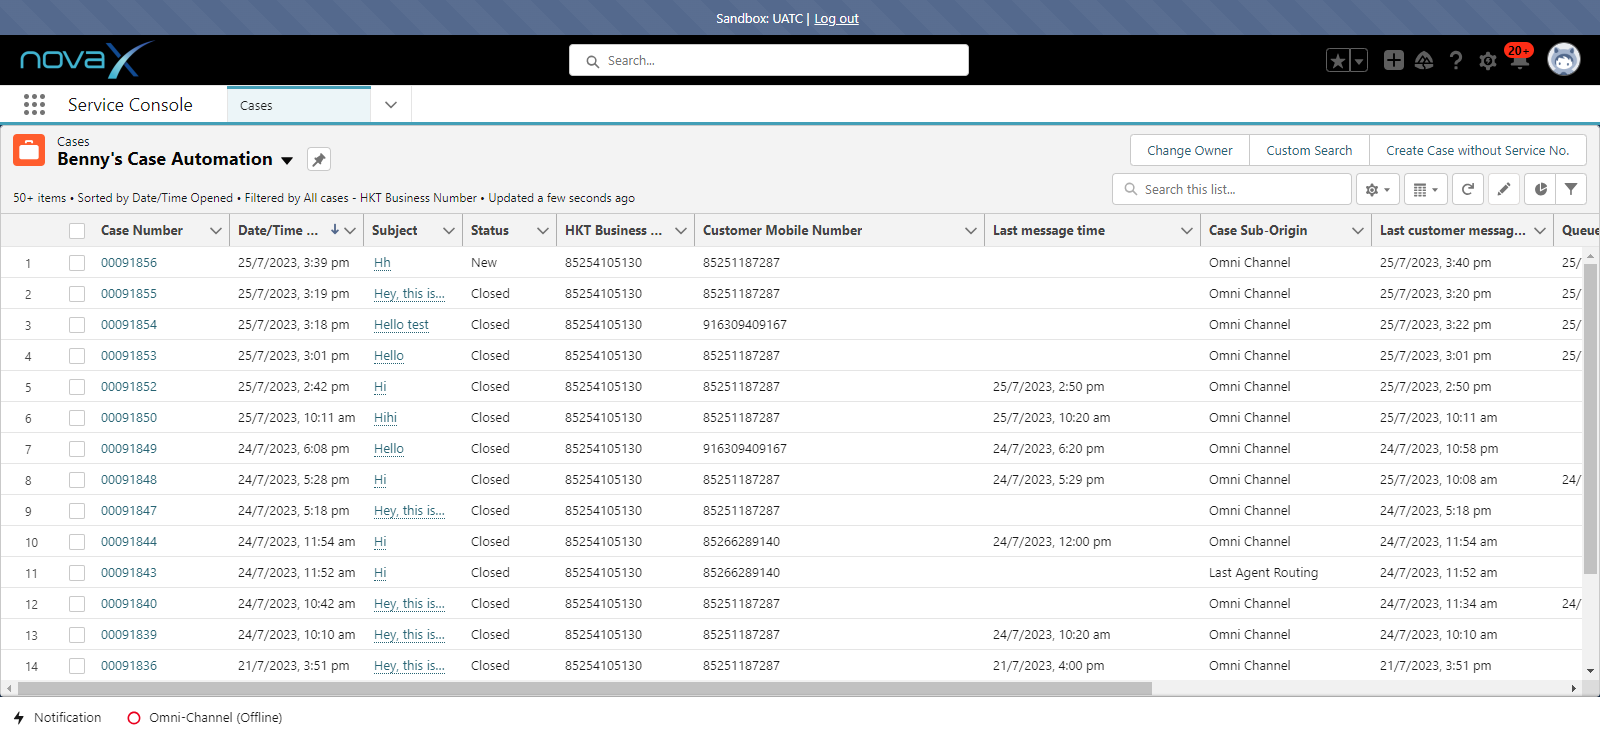 Sandbox: UATC | Log out
novaX
Search...
20+
Service Console
Cases
Cases
Benny's Case Automation
Change Owner
Custom Search
Create Case without Service No.
50+ items • Sorted by Date/Time Opened • Filtered by All cases - HKT Business Number • Updated a few seconds ago
Search this list...
Case Number Date/Time ... Subject Status HKT Business ... Customer Mobile Number Last message time Case Sub-Origin Last customer messag... Queue
1 00091856 25/7/2023, 3:39 pm Hh New 85254105130 85251187287 Omni Channel 25/7/2023, 3:40 pm 25/
2 00091855 25/7/2023, 3:19 pm Hey, this is... Closed 85254105130 85251187287 Omni Channel 25/7/2023, 3:20 pm 25/
3 00091854 25/7/2023, 3:18 pm Hello test Closed 85254105130 916309409167 Omni Channel 25/7/2023, 3:22 pm 25/
4 00091853 25/7/2023, 3:01 pm Hello Closed 85254105130 85251187287 Omni Channel 25/7/2023, 3:01 pm 25/
5 00091852 25/7/2023, 2:42 pm Hi Closed 85254105130 85251187287 25/7/2023, 2:50 pm Omni Channel 25/7/2023, 2:50 pm
6 00091850 25/7/2023, 10:11 am Hihi Closed 85254105130 85251187287 25/7/2023, 10:20 am Omni Channel 25/7/2023, 10:11 am
7 00091849 24/7/2023, 6:08 pm Hello Closed 85254105130 916309409167 24/7/2023, 6:20 pm Omni Channel 24/7/2023, 10:58 pm
8 00091848 24/7/2023, 5:28 pm Hi Closed 85254105130 85251187287 24/7/2023, 5:29 pm Omni Channel 25/7/2023, 10:08 am 24/
9 00091847 24/7/2023, 5:18 pm Hey, this is... Closed 85254105130 85251187287 Omni Channel 24/7/2023, 5:18 pm
10 00091844 24/7/2023, 11:54 am Hi Closed 85254105130 85266289140 24/7/2023, 12:00 pm Omni Channel 24/7/2023, 11:54 am
11 00091843 24/7/2023, 11:52 am Hi Closed 85254105130 85266289140 Last Agent Routing 24/7/2023, 11:52 am
12 00091840 24/7/2023, 10:42 am Hey, this is... Closed 85254105130 85251187287 Omni Channel 24/7/2023, 11:34 am 24/
13 00091839 24/7/2023, 10:10 am Hey, this is... Closed 85254105130 85251187287 24/7/2023, 10:20 am Omni Channel 24/7/2023, 10:10 am
14 00091836 21/7/2023, 3:51 pm Hey, this is... Closed 85254105130 85251187287 21/7/2023, 4:00 pm Omni Channel 21/7/2023, 3:51 pm
Notification
Omni-Channel (Offline)